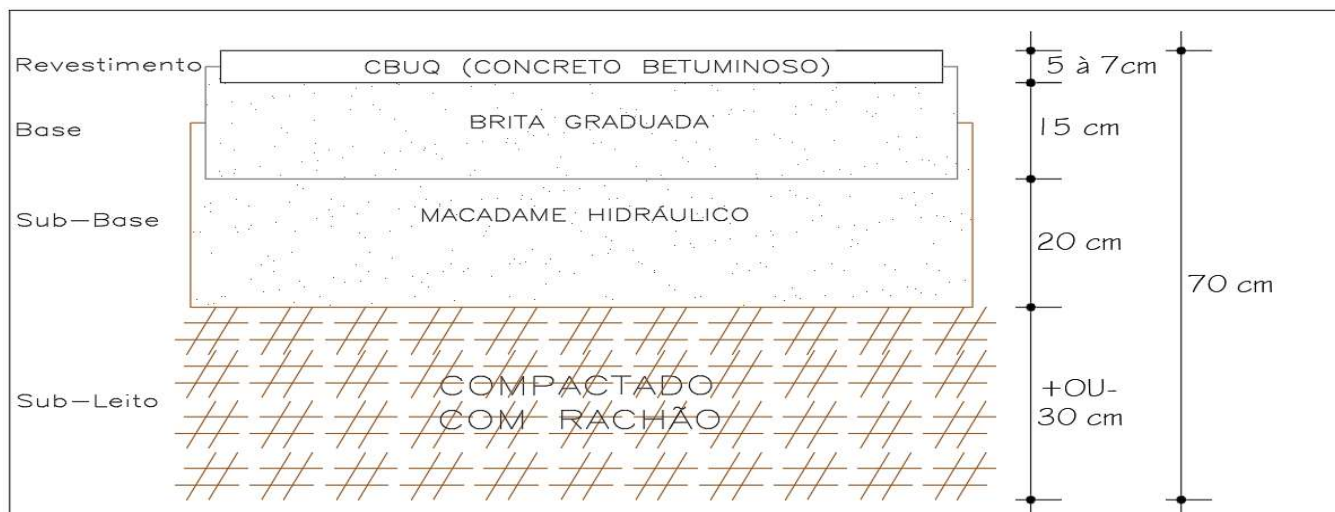 Revestimento
CBUQ (CONCRETO BETUMINOSO)
5 à 7cm
Base
BRITA GRADUADA
15 cm
Sub-Base
MACADAME HIDRÁULICO
20 cm
70 cm
Sub-Leito
COMPACTADO
COM RACHÃO
+OU-
30 cm